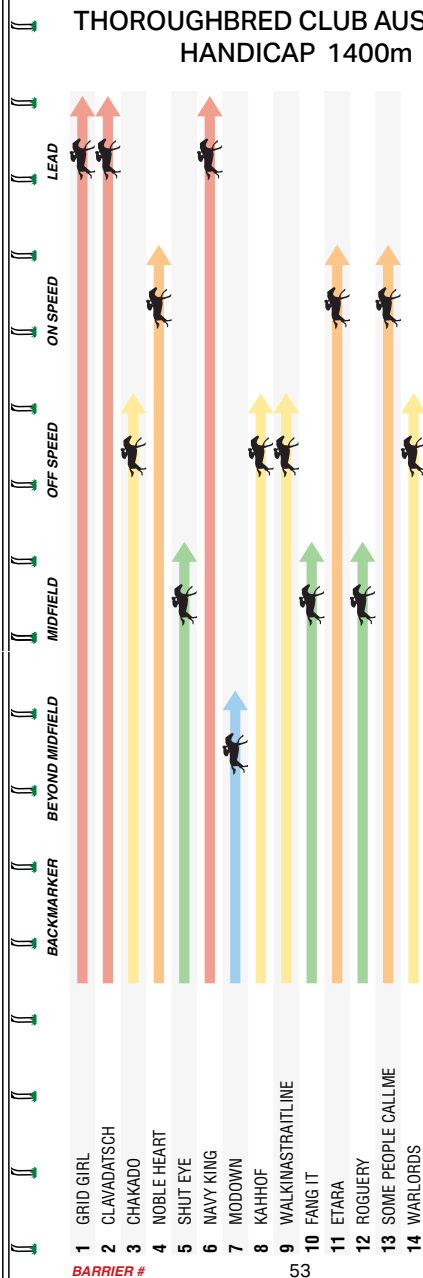 THOROUGHBRED CLUB AUS
HANDICAP 1400m
LEAD
ON SPEED
OFF SPEED
MIDFIELD
BEYOND MIDFIELD
BACKMARKER
1 GRID GIRL
2 CLAVADATSCH
3 CHAKADO
4 NOBLE HEART
5 SHUT EYE
6 NAVY KING
7 MODOWN
8 KAHHOF
9 WALKINASTRAITLINE
10 FANG IT
11 ETARA
12 ROGUERY
13 SOME PEOPLE CALLME
14 WARLORDS
BARRIER #
53